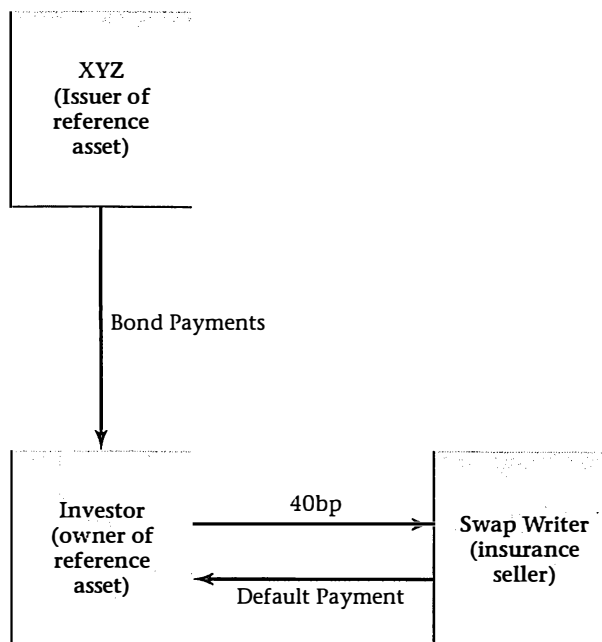 XYZ
(Issuer of
reference
asset)
Bond Payments
Investor
(owner of
reference
asset)
40bp
Default Payment
Swap Writer
(insurance
seller)